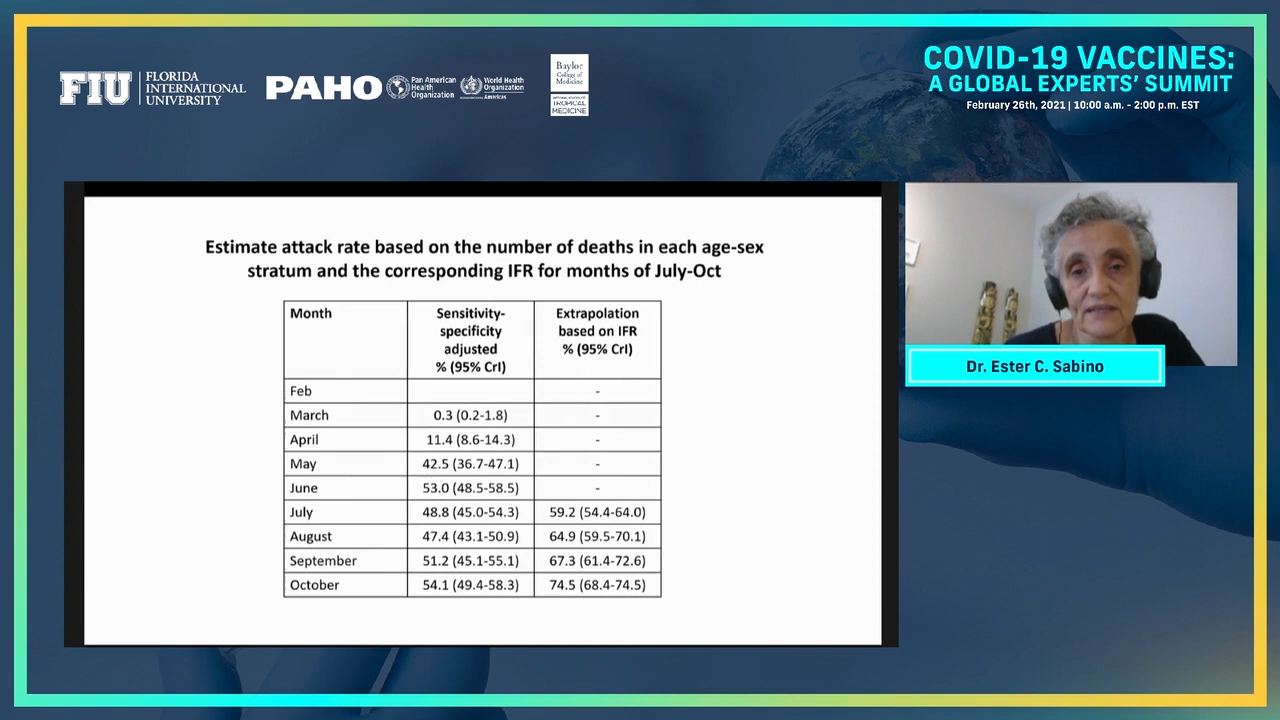 FIU
FLORIDA
INTERNATIONAL
UNIVERSITY
PAHO
Pan American
Health
Organization
World Health
Organization
Americas
Baylor
College of
Medicine
TROPICAL
MEDICINE
COVID-19 VACCINES:
A GLOBAL EXPERTS’ SUMMIT
February 26th, 2021 | 10:00 a.m. - 2:00 p.m. EST
Estimate attack rate based on the number of deaths in each age-sex
stratum and the corresponding IFR for months of July-Oct
Month
Sensitivity-
specificity
adjusted
% (95% CrI)
Extrapolation
based on IFR
% (95% CrI)
Feb -
March 0.3 (0.2-1.8) -
April 11.4 (8.6-14.3) -
May 42.5 (36.7-47.1) -
June 53.0 (48.5-58.5) -
July 48.8 (45.0-54.3) 59.2 (54.4-64.0)
August 47.4 (43.1-50.9) 64.9 (59.5-70.1)
September 51.2 (45.1-55.1) 67.3 (61.4-72.6)
October 54.1 (49.4-58.3) 74.5 (68.4-74.5)
Dr. Ester C. Sabino